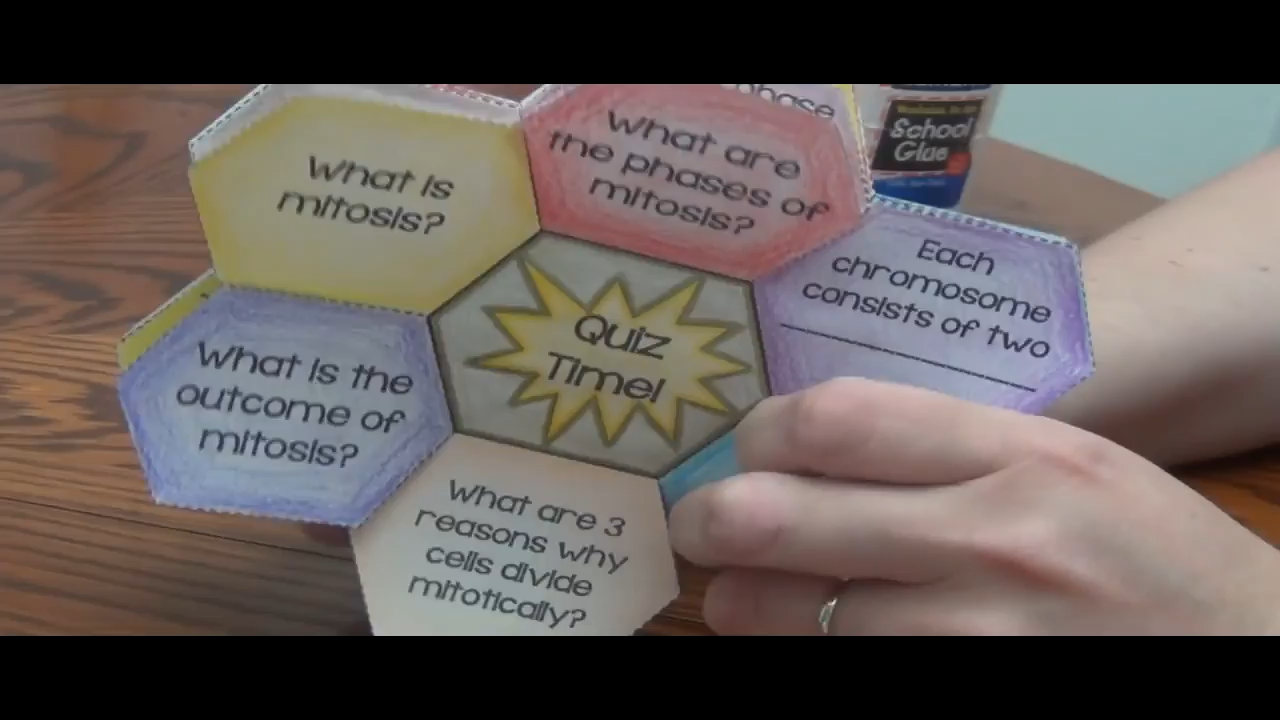 phase
What are
the phases of
mitosis?
What is
mitosis?
School
Glue
Each
chromosome
consists of two
Quiz
Time!
What is the
outcome of
mitosis?
What are 3
reasons why
cells divide
mitotically?